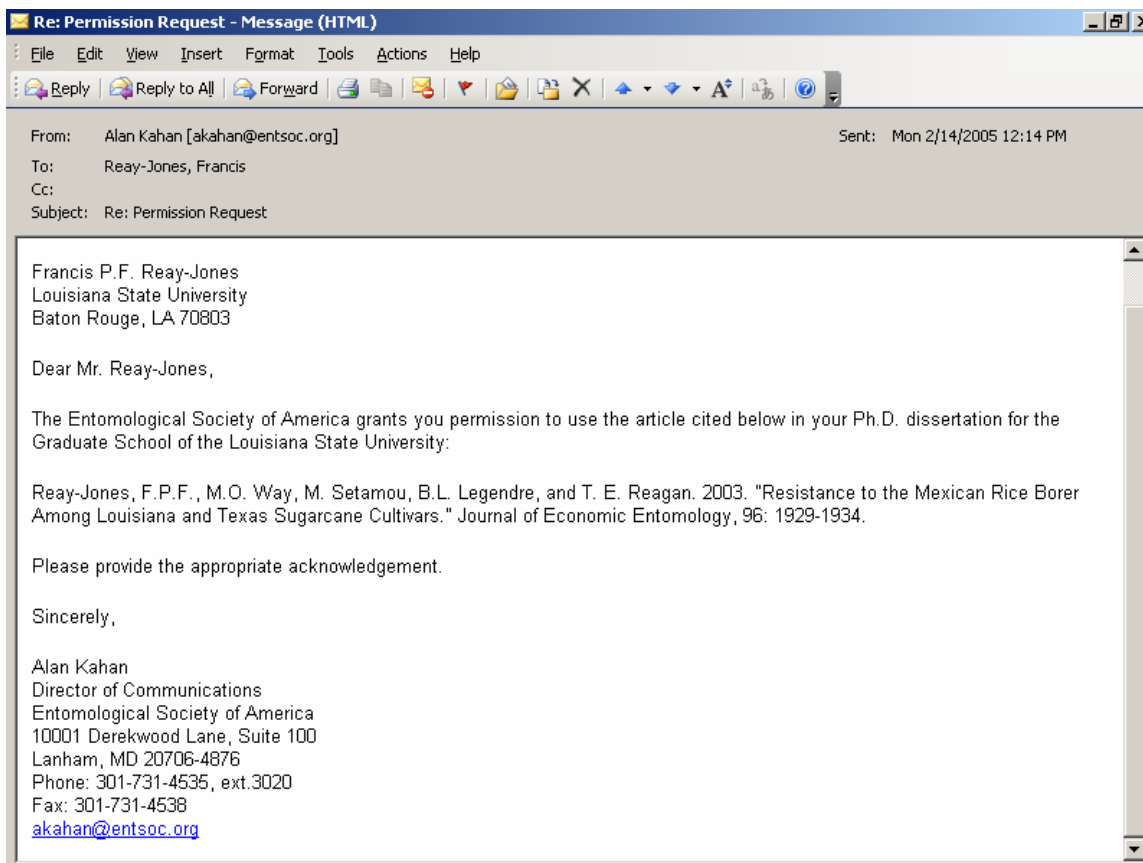 Re: Permission Request - Message (HTML)
File Edit View Insert Format Tools Actions Help
Reply Reply to All Forward
From: Alan Kahan [akahan@entsoc.org] Sent: Mon 2/14/2005 12:14 PM
To: Reay-Jones, Francis
Cc:
Subject: Re: Permission Request
Francis P.F. Reay-Jones
Louisiana State University
Baton Rouge, LA 70803
Dear Mr. Reay-Jones,
The Entomological Society of America grants you permission to use the article cited below in your Ph.D. dissertation for the
Graduate School of the Louisiana State University:
Reay-Jones, F.P.F., M.O. Way, M. Setamou, B.L. Legendre, and T. E. Reagan. 2003. "Resistance to the Mexican Rice Borer
Among Louisiana and Texas Sugarcane Cultivars." Journal of Economic Entomology, 96: 1929-1934.
Please provide the appropriate acknowledgement.
Sincerely,
Alan Kahan
Director of Communications
Entomological Society of America
10001 Derekwood Lane, Suite 100
Lanham, MD 20706-4876
Phone: 301-731-4535, ext.3020
Fax: 301-731-4538
akahan@entsoc.org